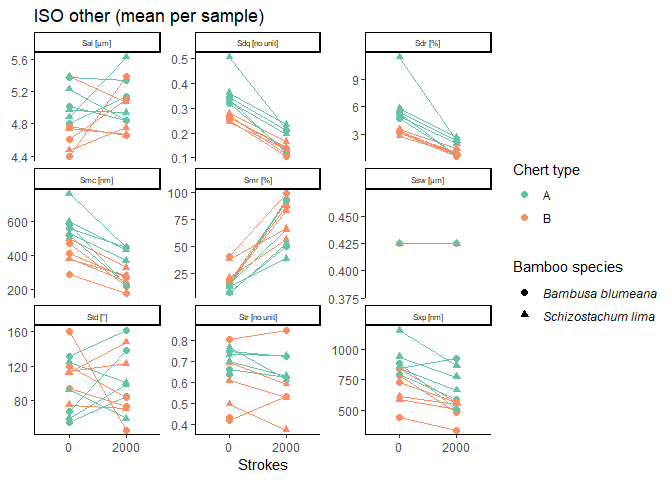 ISO other (mean per sample)
Sal [µm]
Sdq [no unit]
Sdr [%]
5.6
5.2
4.8
4.4
0.5
0.4
0.3
0.2
0.1
9
6
3
Smc [nm]
Smr [%]
Ssw [µm]
600
400
200
100
75
50
25
0.450
0.425
0.400
0.375
Std [°]
Str [no unit]
Sxp [nm]
160
120
80
0.8
0.7
0.6
0.5
0.4
1000
750
500
0 2000
0 2000
0 2000
Strokes
Chert type
A
B
Bamboo species
Bambusa blumeana
Schizostachum lima